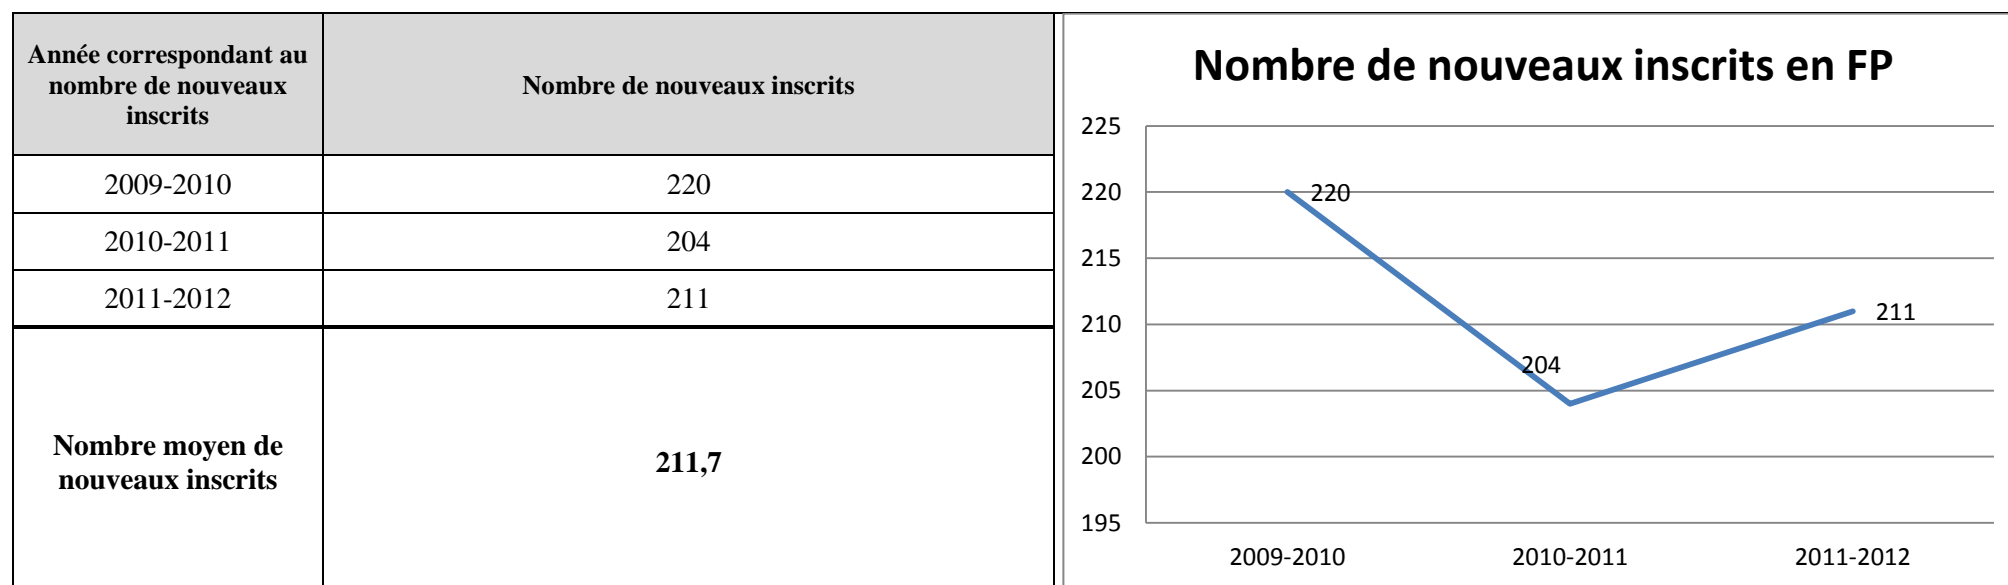 Année correspondant au
nombre de nouveaux
inscrits
Nombre de nouveaux inscrits
2009-2010
220
2010-2011
204
2011-2012
211
Nombre moyen de
nouveaux inscrits
211,7
Nombre de nouveaux inscrits en FP
225
220
215
210
205
200
195
220
204
211
2009-2010
2010-2011
2011-2012